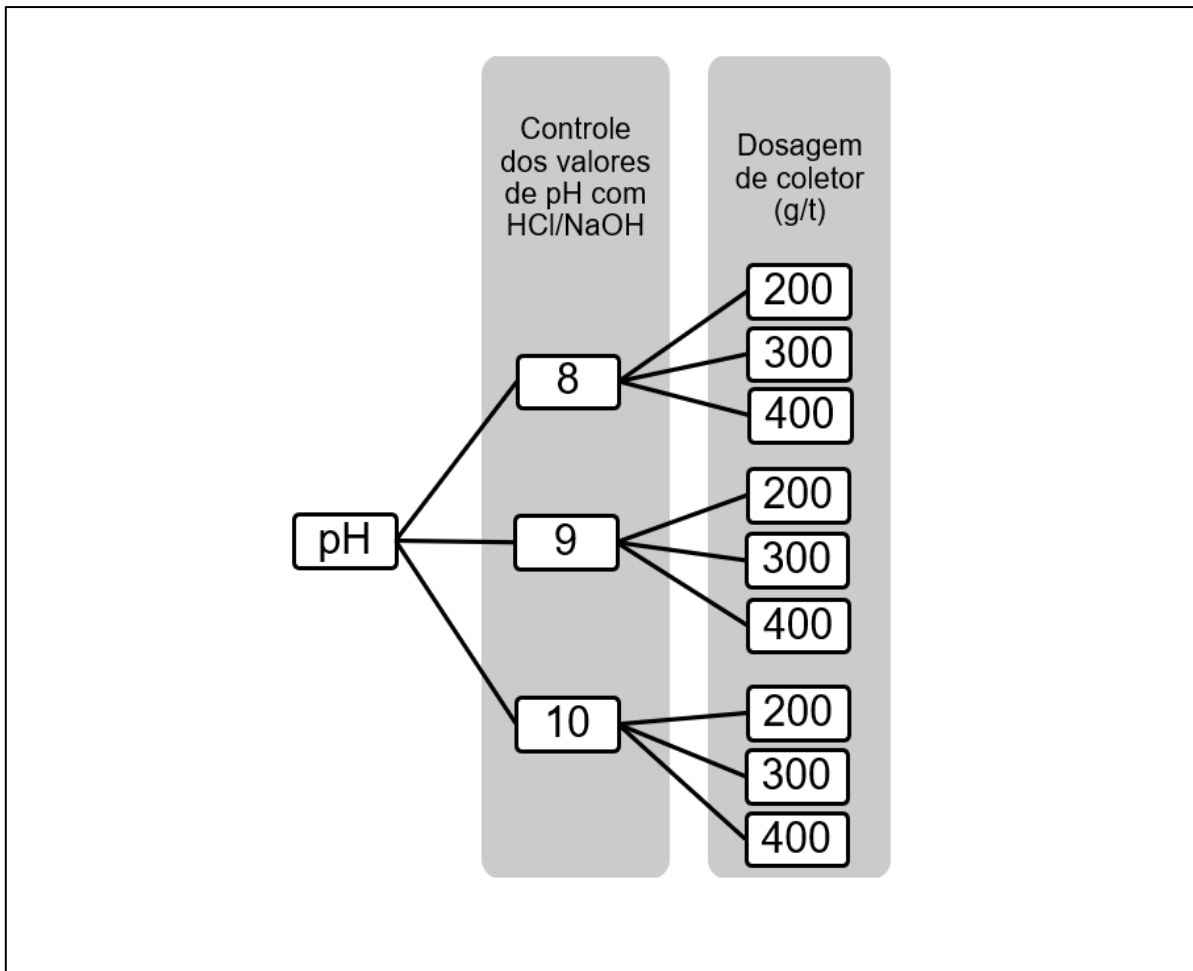 Controle
dos valores
de pH com
HCl/NaOH
Dosagem
de coletor
(g/t)
pH
8
200
300
400
9
200
300
400
10
200
300
400